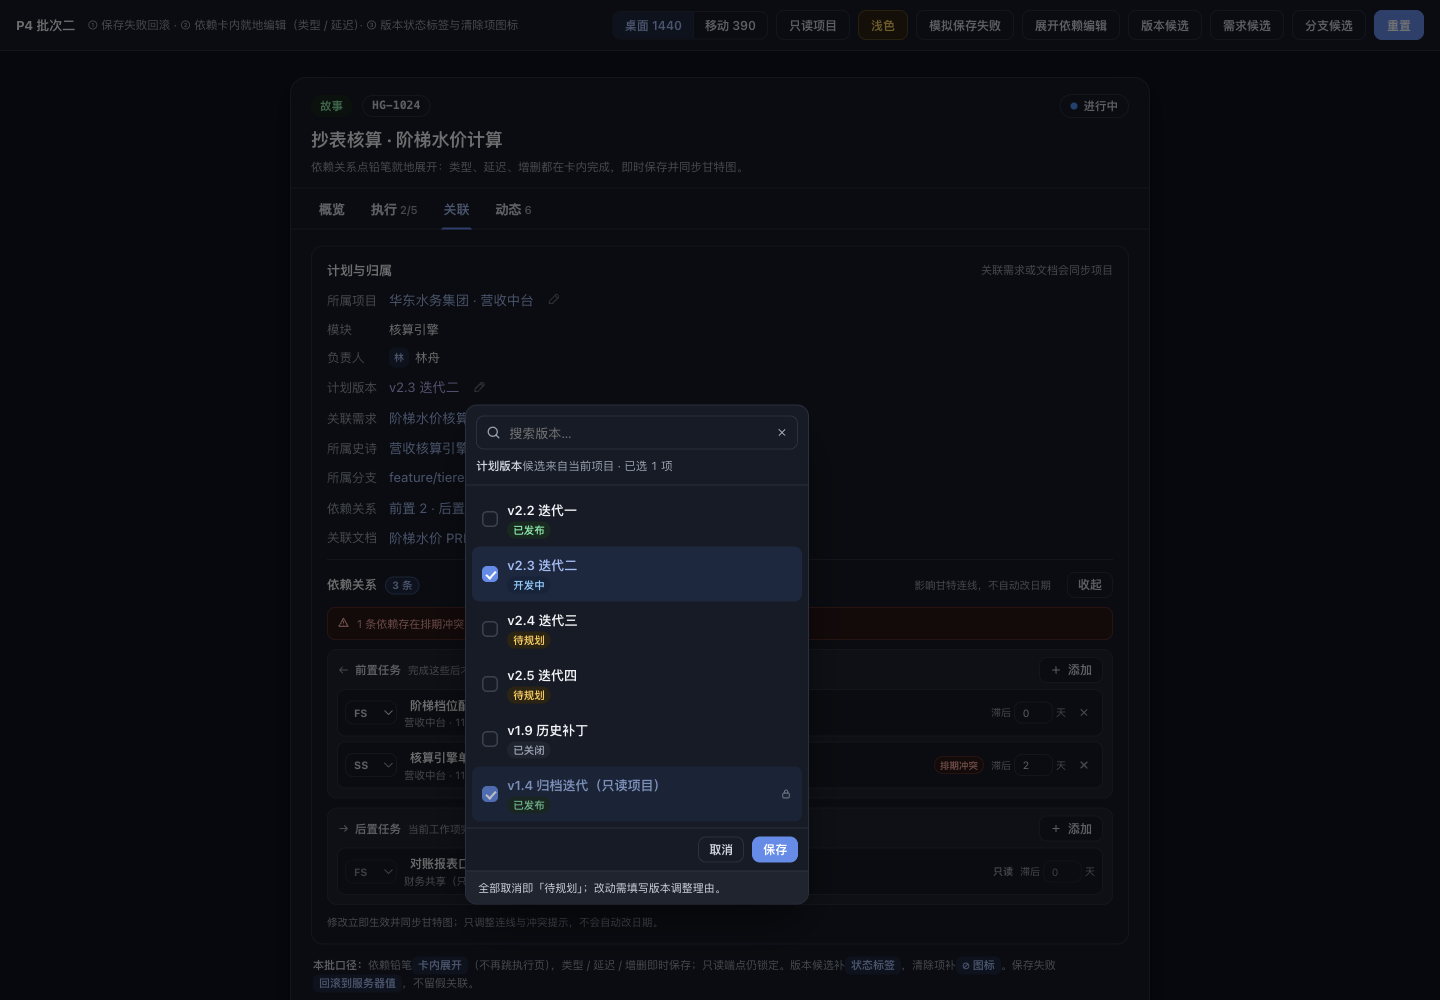 P4 批次二 ① 保存失败回滚 · ② 依赖卡内就地编辑（类型 / 延迟）· ③ 版本状态标签与清除项图标 桌面 1440 移动 390 只读项目 浅色 模拟保存失败 展开依赖编辑 版本候选 需求候选 分支候选 重置
故事 HG-1024 进行中
抄表核算 · 阶梯水价计算
依赖关系点铅笔就地展开：类型、延迟、增删都在卡内完成，即时保存并同步甘特图。
概览 执行 2/5 关联 动态 6
计划与归属 关联需求或文档会同步项目
所属项目 华东水务集团 · 营收中台
模块 核算引擎
负责人 林 林舟
计划版本 v2.3 迭代二
关联需求 阶梯水价核算
所属史诗 营收核算引擎
所属分支 feature/tiere
依赖关系 前置 2 · 后置
关联文档 阶梯水价 PR
搜索版本...
计划版本候选来自当前项目 · 已选 1 项
v2.2 迭代一
已发布
v2.3 迭代二
开发中
v2.4 迭代三
待规划
v2.5 迭代四
待规划
v1.9 历史补丁
已关闭
v1.4 归档迭代（只读项目）
已发布
取消 保存
全部取消即「待规划」；改动需填写版本调整理由。
依赖关系 3 条 影响甘特连线，不自动改日期 收起
1 条依赖存在排期冲突
← 前置任务 完成这些后 + 添加
FS 阶梯档位 滞后 0 天 ×
营收中台 · 11
SS 核算引擎 排期冲突 滞后 2 天 ×
营收中台 · 11
→ 后置任务 当前工作项 + 添加
FS 对账报表 只读 滞后 0 天
财务共享（只
修改立即生效并同步甘特图；只调整连线与冲突提示，不会自动改日期。
本批口径：依赖铅笔 卡内展开 （不再跳执行页），类型 / 延迟 / 增删即时保存；只读端点仍锁定。版本候选补 状态标签 ，清除项补 ⊘ 图标 。保存失败
回滚到服务器值 ，不留假关联。